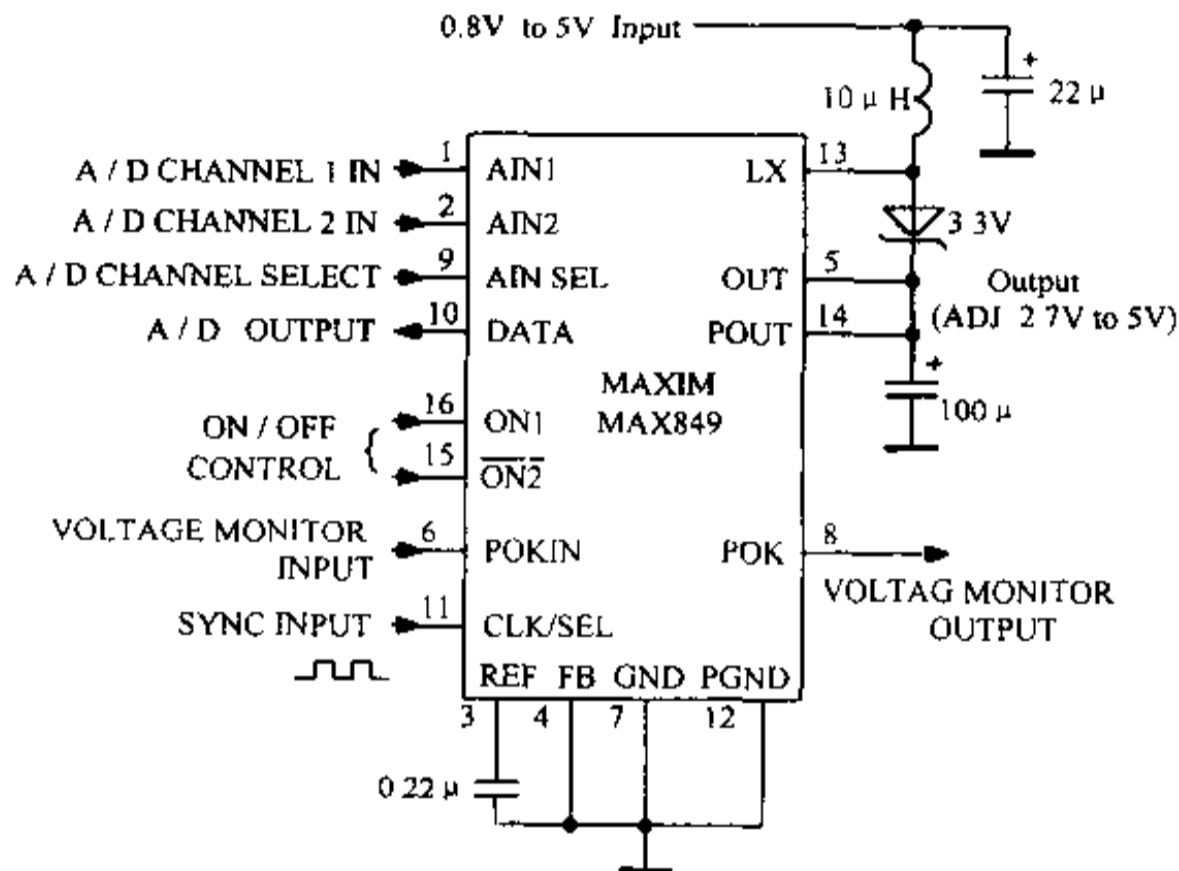 0.8V to 5V Input
10 μ H
22 μ
A / D CHANNEL 1 IN
1
AIN1
LX
13
A / D CHANNEL 2 IN
2
AIN2
3 3V
A / D CHANNEL SELECT
9
AIN SEL
OUT
5
Output
(ADJ 2 7V to 5V)
A / D OUTPUT
10
DATA
POUT
14
MAXIM
MAX849
+
+
100 μ
ON / OFF
CONTROL
{
16
ON1
15
ON2
VOLTAGE MONITOR
INPUT
6
POKIN
POK
8
VOLTAG MONITOR
OUTPUT
SYNC INPUT
11
CLK/SEL
REF FB GND PGND
3 4 7 12
0 22 μ